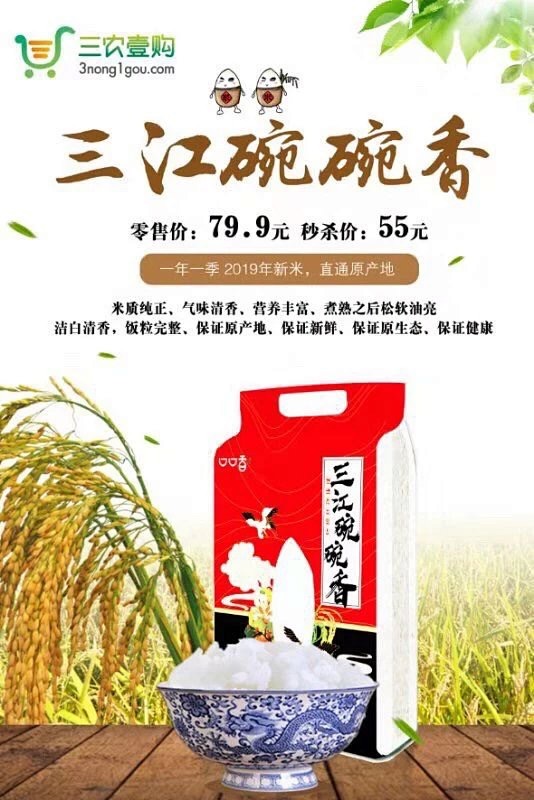 三农壹购
3nong1gou.com
三江碗碗香
零售价：79.9元 秒杀价：55元
一年一季 2019年新米，直通原产地
米质纯正、气味清香、营养丰富、煮熟之后松软油亮
洁白清香，饭粒完整、保证原产地、保证新鲜、保证原生态、保证健康
口口香
三江碗碗香